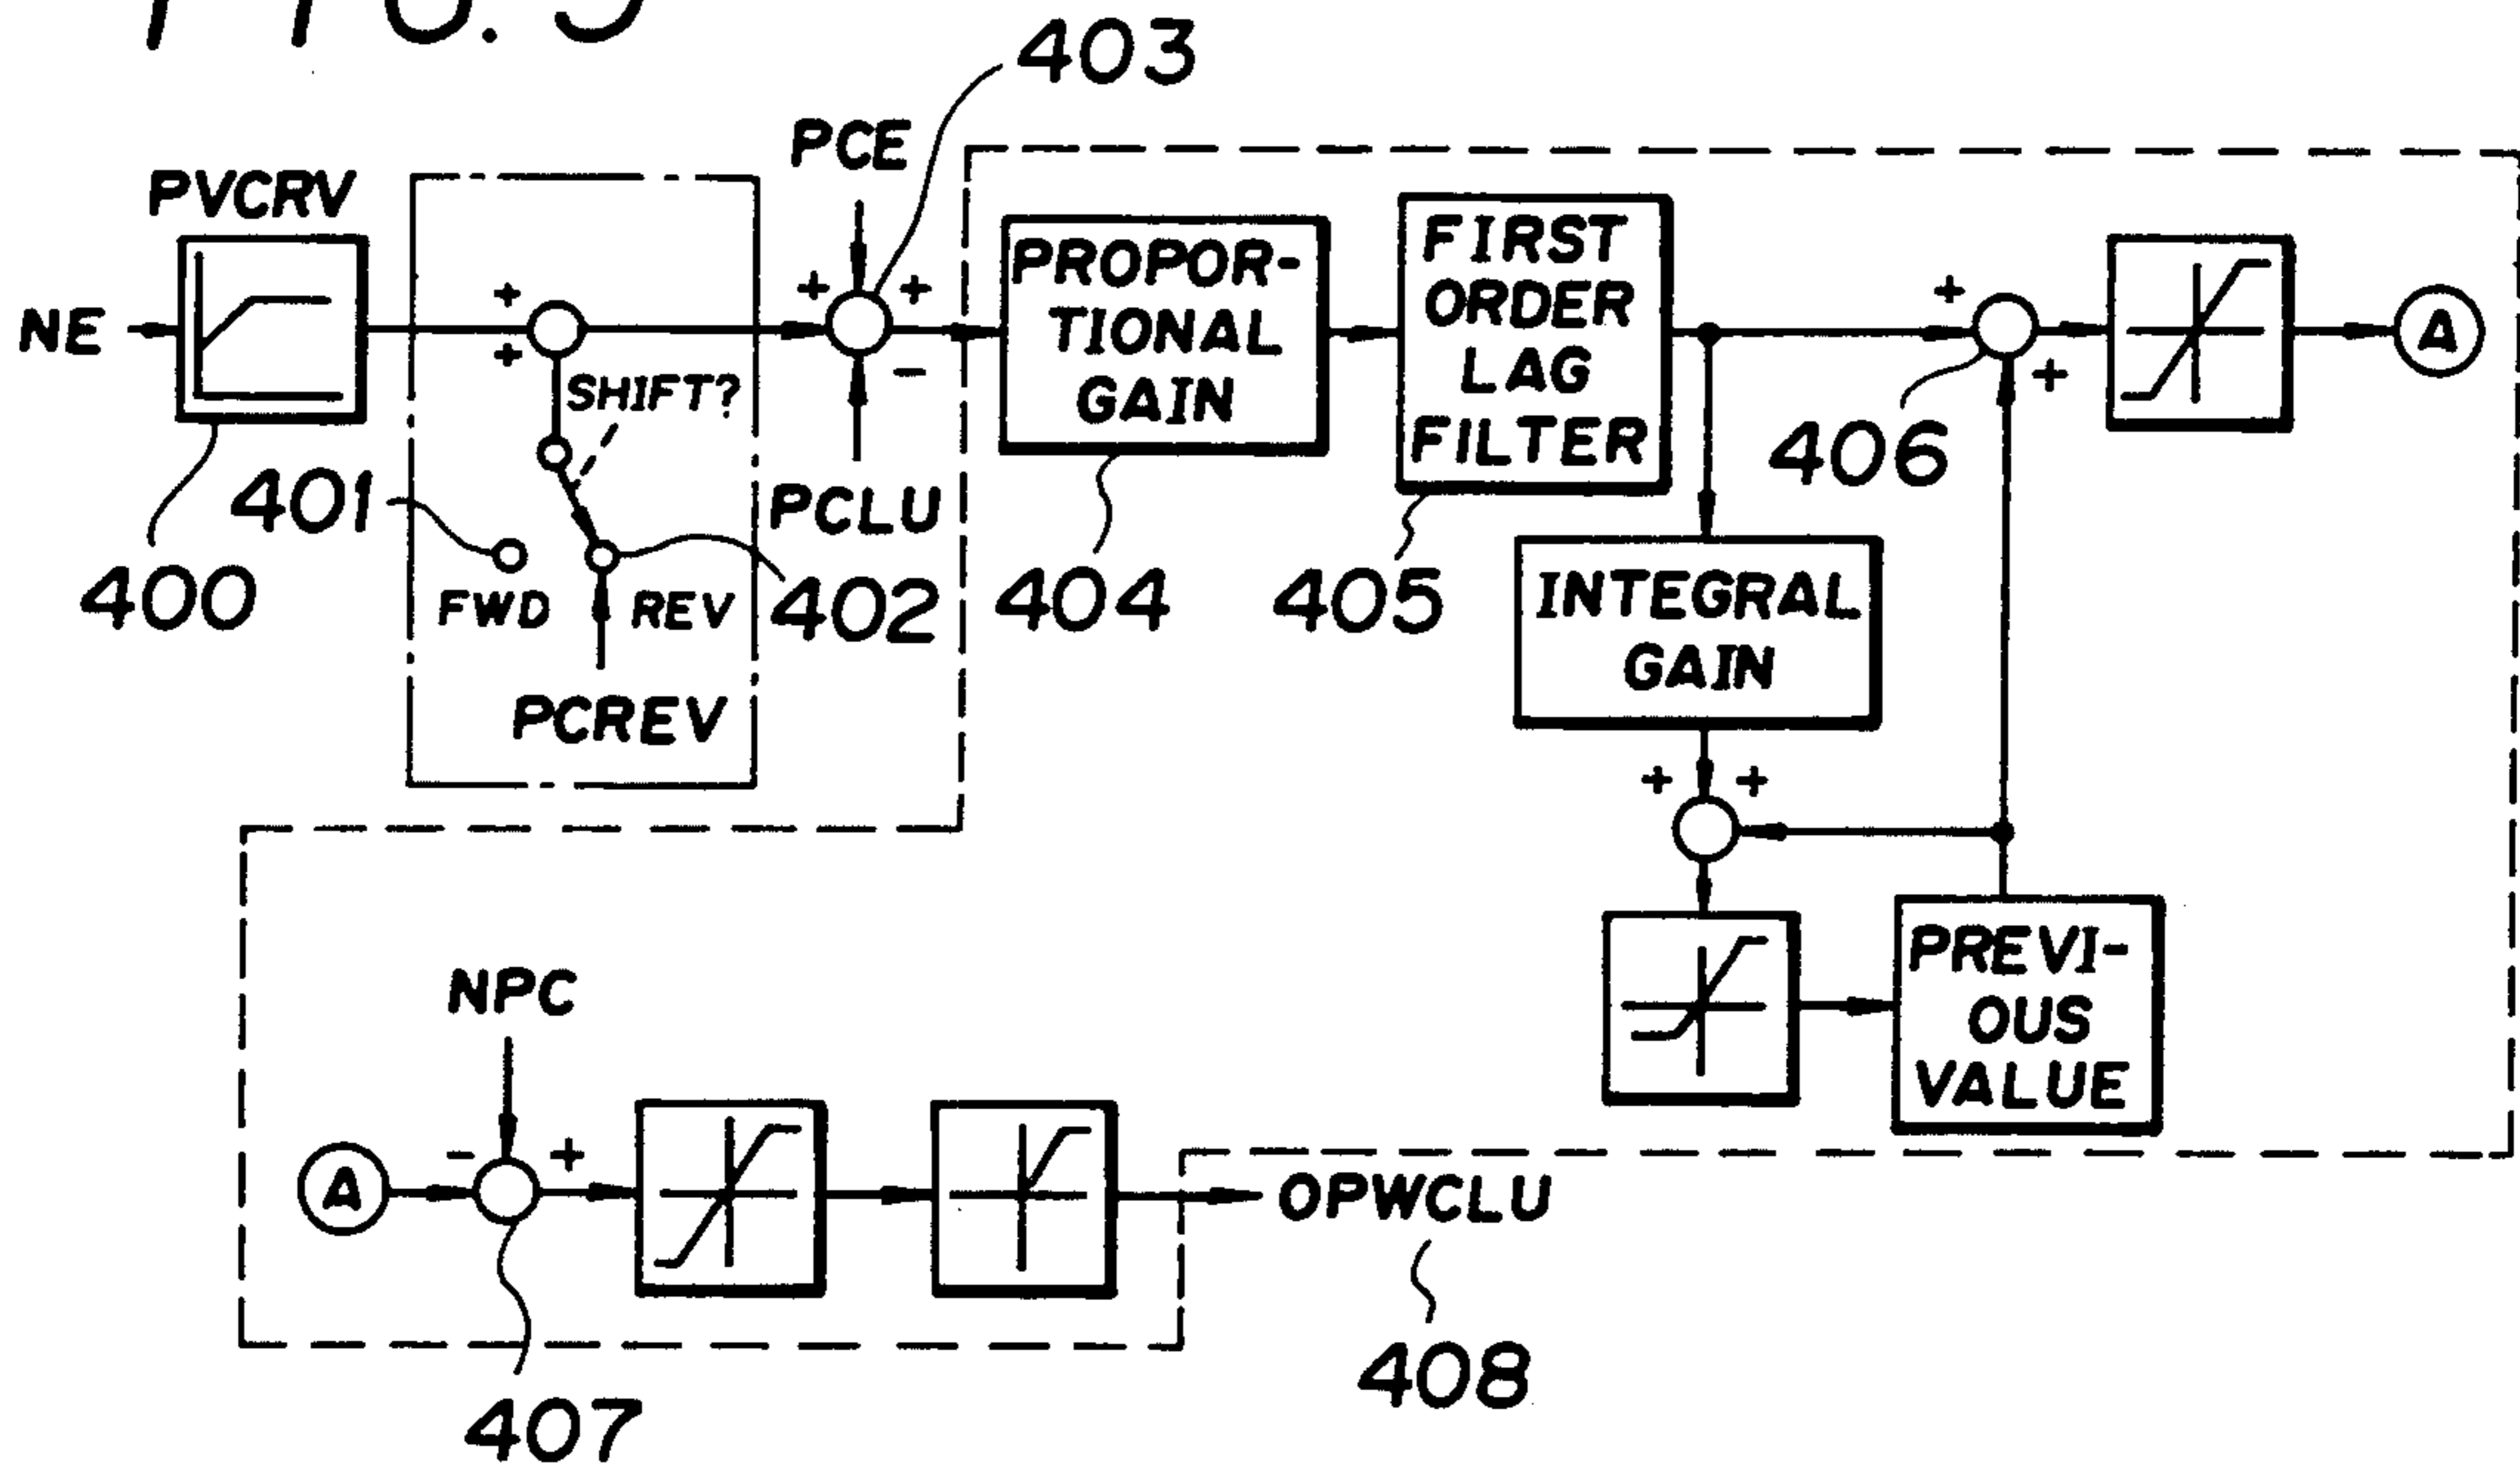 403
PCE
PVCRV
NE
+
+
+
+
-
SHIFT?
PROPOR-
TIONAL
GAIN
FIRST
ORDER
LAG
FILTER
+
+
A
401
PCLU
406
400
FWD
REV
402
404
405
PCREV
INTEGRAL
GAIN
+
+
NPC
PREVI-
OUS
VALUE
A
-
+
OPWCLU
408
407